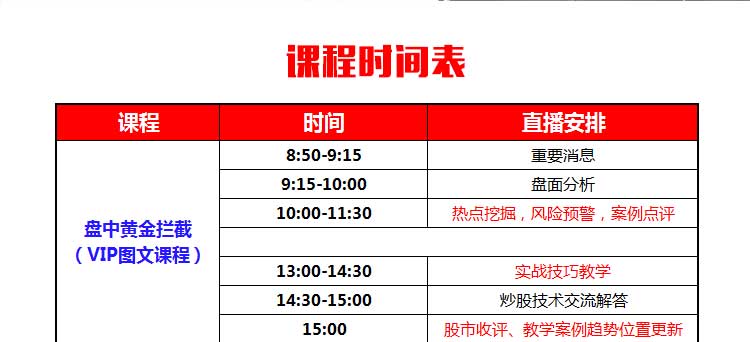 课程时间表
课程 时间 直播安排
8:50-9:15 重要消息
9:15-10:00 盘面分析
10:00-11:30 热点挖掘，风险预警，案例点评
盘中黄金拦截
（VIP图文课程）
13:00-14:30 实战技巧教学
14:30-15:00 炒股技术交流解答
15:00 股市收评、教学案例趋势位置更新